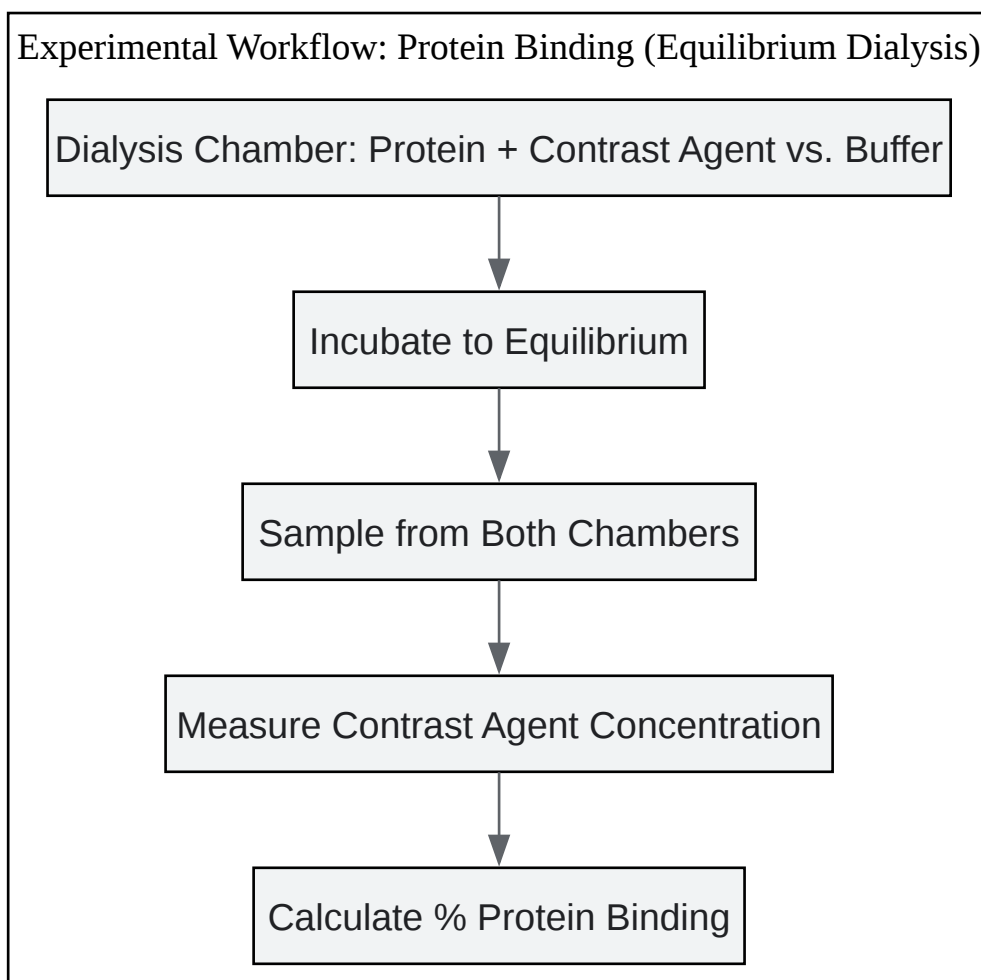 Experimental Workflow: Protein Binding (Equilibrium Dialysis)
Dialysis Chamber: Protein + Contrast Agent vs. Buffer
Incubate to Equilibrium
Sample from Both Chambers
Measure Contrast Agent Concentration
Calculate % Protein Binding